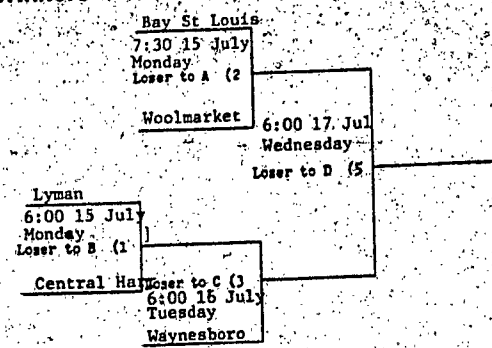 Bay St Louis
7:30 15 July
Monday
Loser to A (2
Woolmarket
6:00 17 Jul
Wednesday
Loser to D (5
Lyman
6:00 15 July
Monday
Loser to B (1
Central
Loser to C (3
6:00 16 July
Tuesday
Waynesboro